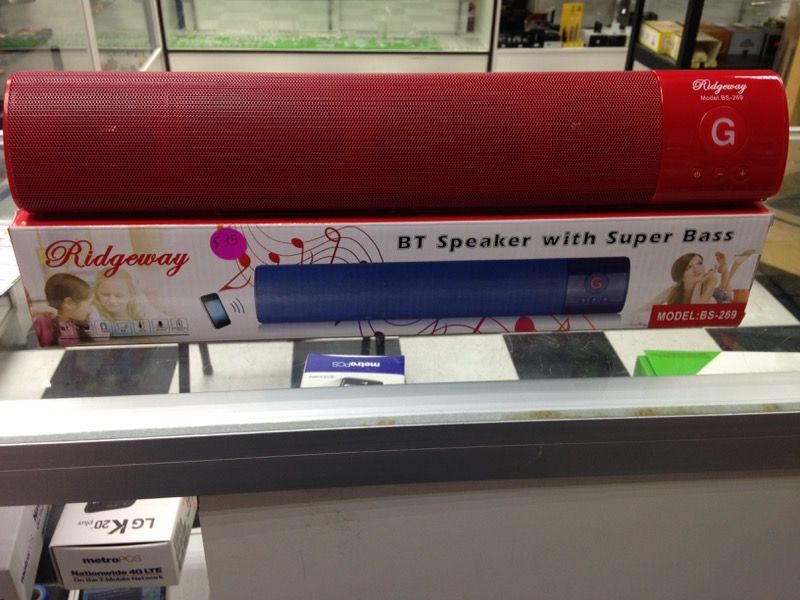 Ridgeway
Model:BS-269
G
Ridgeway
$35
BT Speaker with Super Bass
G
MODEL:BS-269
metroPCS
LG K20 plus
metroPCS
Nationwide 4G LTE
On the T-Mobile Network